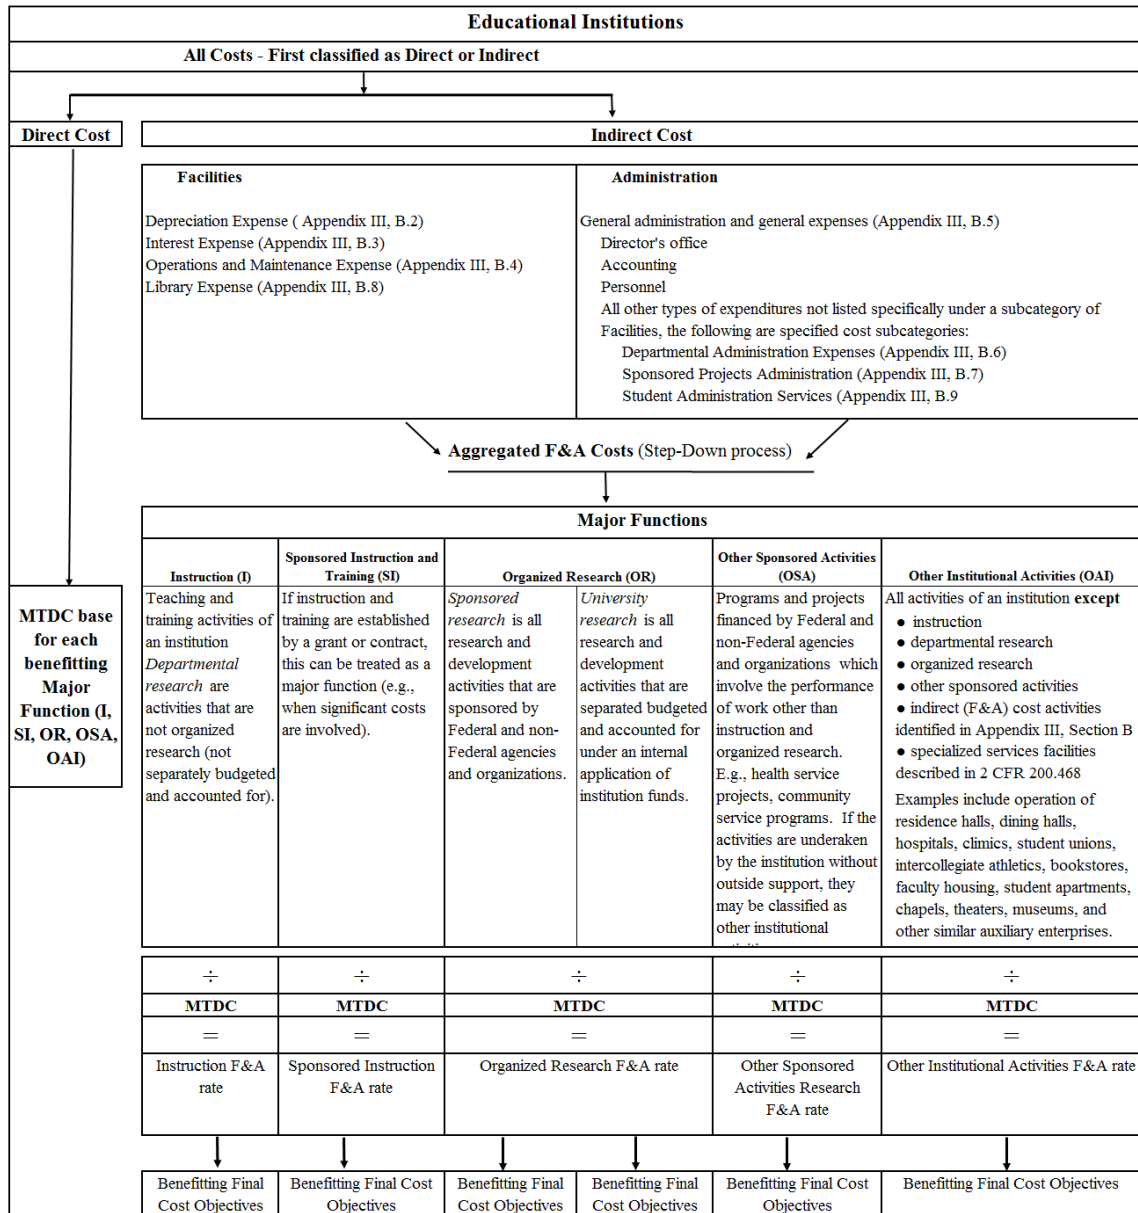 Educational Institutions
All Costs - First classified as Direct or Indirect
Direct Cost
Indirect Cost
Facilities
Depreciation Expense ( Appendix III, B.2)
Interest Expense (Appendix III, B.3)
Operations and Maintenance Expense (Appendix III, B.4)
Library Expense (Appendix III, B.8)
Administration
General administration and general expenses (Appendix III, B.5)
Director's office
Accounting
Personnel
All other types of expenditures not listed specifically under a subcategory of
Facilities, the following are specified cost subcategories:
Departmental Administration Expenses (Appendix III, B.6)
Sponsored Projects Administration (Appendix III, B.7)
Student Administration Services (Appendix III, B.9
Aggregated F&A Costs (Step-Down process)
MTDC base
for each
benefitting
Major
Function (I,
SI, OR, OSA,
OAI)
Major Functions
Instruction (I)
Teaching and
training activities of
an institution
Departmental
research are
activities that are
not organized
research (not
separately budgeted
and accounted for).
Sponsored Instruction and
Training (SI)
If instruction and
training are established
by a grant or contract,
this can be treated as a
major function (e.g.,
when significant costs
are involved).
Organized Research (OR)
Sponsored
research is all
research and
development
activities that are
sponsored by
Federal and non-
Federal agencies
and organizations.
University
research is all
research and
development
activities that are
separated budgeted
and accounted for
under an internal
application of
institution funds.
Other Sponsored Activities
(OSA)
Programs and projects
financed by Federal and
non-Federal agencies
and organizations which
involve the performance
of work other than
instruction and
organized research.
E.g., health service
projects, community
service programs. If the
activities are underaken
by the institution without
outside support, they
may be classified as
other institutional
Other Institutional Activities (OAI)
All activities of an institution except
● instruction
● departmental research
● organized research
● other sponsored activities
● indirect (F&A) cost activities
identified in Appendix III, Section B
● specialized services facilities
described in 2 CFR 200.468
Examples include operation of
residence halls, dining halls,
hospitals, climics, student unions,
intercollegiate athletics, bookstores,
faculty housing, student apartments,
chapels, theaters, museums, and
other similar auxiliary enterprises.
÷ ÷ ÷ ÷ ÷
MTDC MTDC MTDC MTDC MTDC
= = = = =
Instruction F&A
rate
Sponsored Instruction
F&A rate
Organized Research F&A rate
Other Sponsored
Activities Research
F&A rate
Other Institutional Activities F&A rate
Benefitting Final
Cost Objectives
Benefitting Final Cost
Objectives
Benefitting Final
Cost Objectives
Benefitting Final
Cost Objectives
Benefitting Final Cost
Objectives
Benefitting Final Cost Objectives